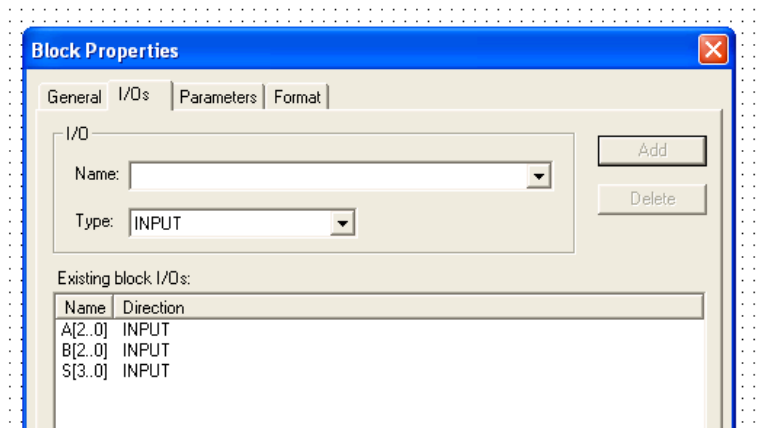 Block Properties
General I/Os Parameters Format
I/O
Name:
Add
Type: INPUT
Delete
Existing block I/Os:
Name Direction
A[2..0] INPUT
B[2..0] INPUT
S[3..0] INPUT